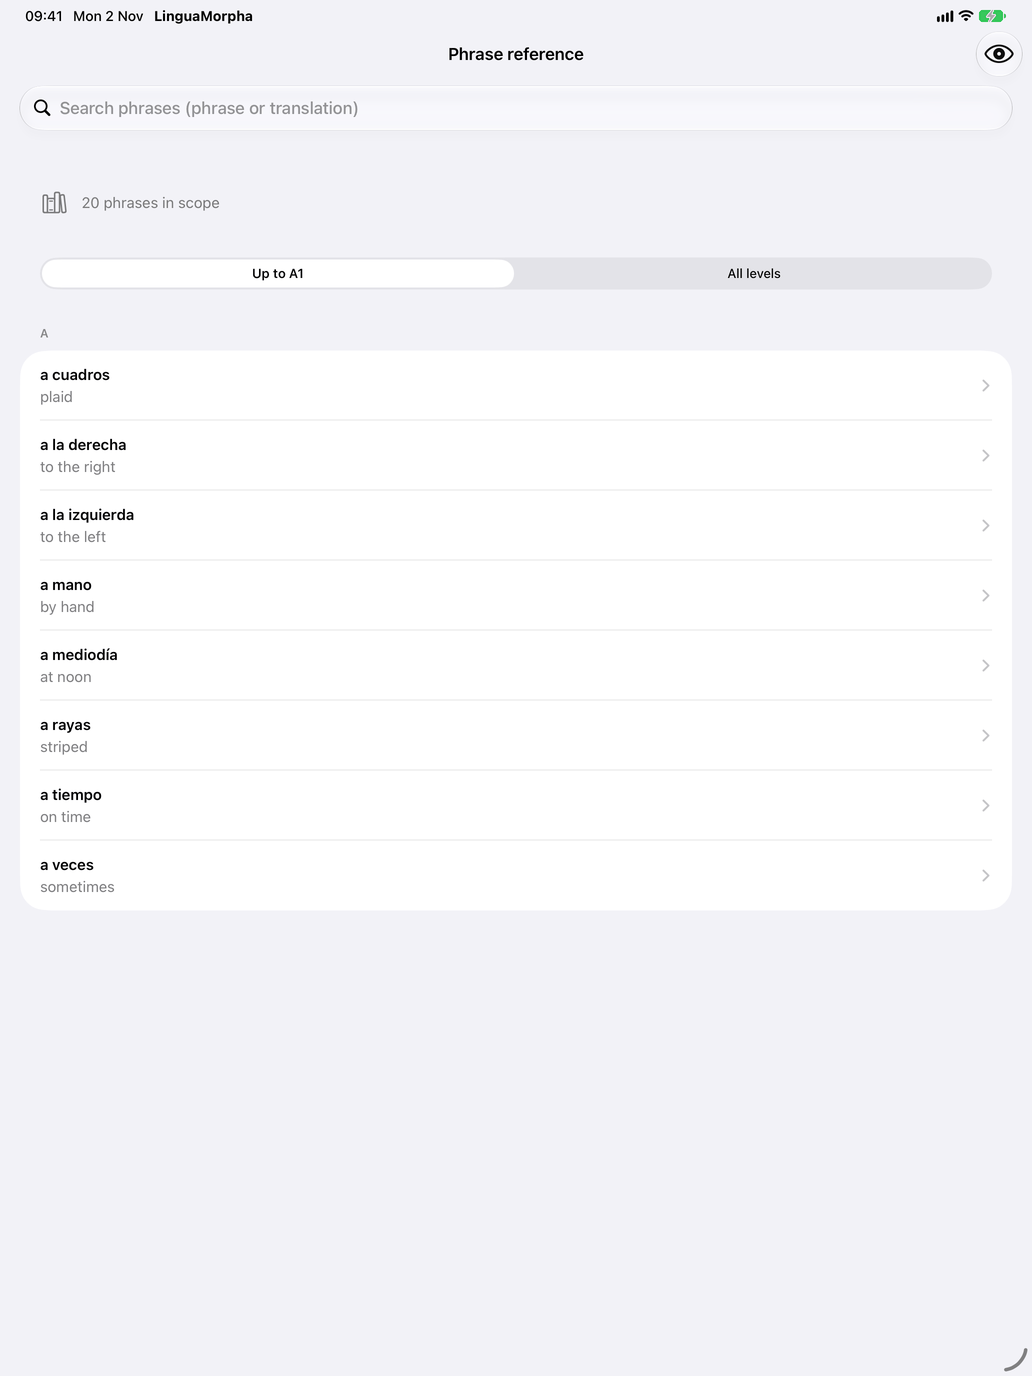 09:41 Mon 2 Nov LinguaMorpha
Phrase reference
Search phrases (phrase or translation)
20 phrases in scope
Up to A1
All levels
A
a cuadros
plaid
a la derecha
to the right
a la izquierda
to the left
a mano
by hand
a mediodía
at noon
a rayas
striped
a tiempo
on time
a veces
sometimes